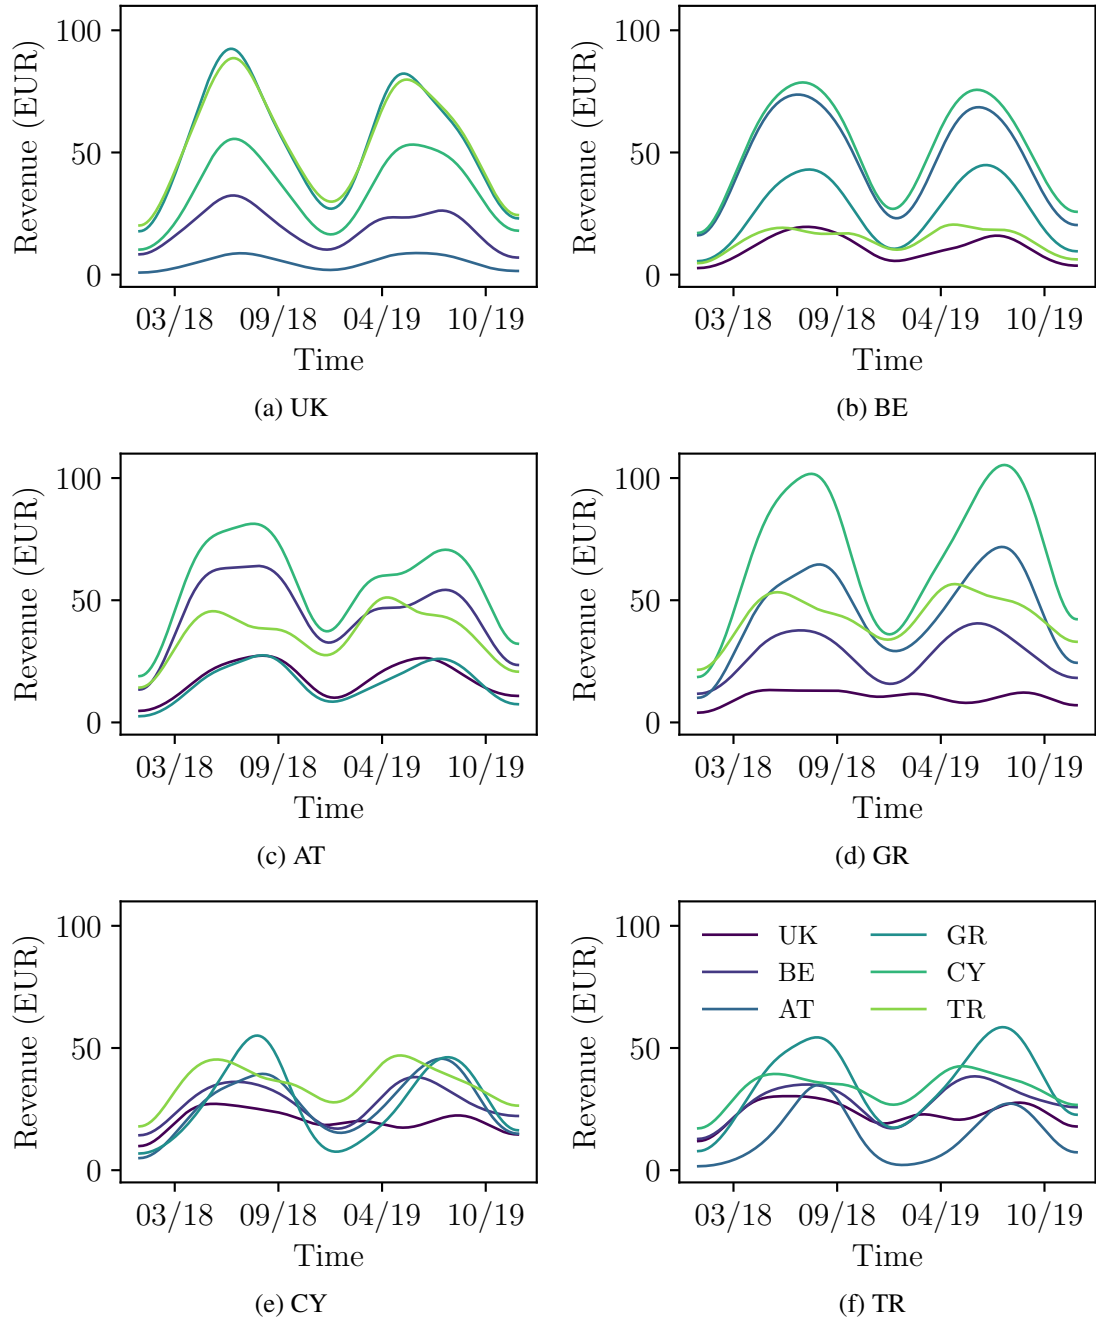 100
50
0
Revenue (EUR)
03/18 09/18 04/19 10/19
Time
(a) UK
100
50
0
Revenue (EUR)
03/18 09/18 04/19 10/19
Time
(b) BE
100
50
0
Revenue (EUR)
03/18 09/18 04/19 10/19
Time
(c) AT
100
50
0
Revenue (EUR)
03/18 09/18 04/19 10/19
Time
(d) GR
100
50
0
Revenue (EUR)
03/18 09/18 04/19 10/19
Time
(e) CY
100
50
0
Revenue (EUR)
UK GR
BE CY
AT TR
03/18 09/18 04/19 10/19
Time
(f) TR